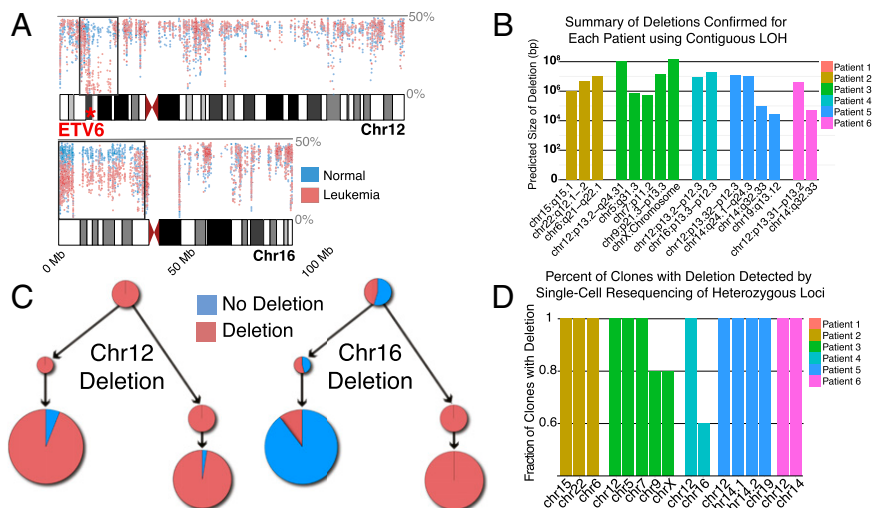 A
50%
0%
*
ETV6
Chr12
50%
Normal
Leukemia
0%
Chr16
0 Mb
50 Mb
100 Mb
B
Summary of Deletions Confirmed for
Each Patient using Contiguous LOH
Predicted Size of Deletion (bp)
10⁸
10⁶
10⁴
10²
0
chr15:q15.1
chr22:q12.1-.2
chr6:q21-q22.1
chr12:p13.2-q24.31
chr5:q31.3
chr7:p11.2
chr9:p21.3-p13.3
chrX:Chromosome
chr12:p13.2-p12.3
chr16:p13.3-p12.3
chr12:p13.32-p12.3
chr14:q24.1-q24.3
chr14:q32.33
chr19:q13.12
chr12:p13.31-p13.2
chr14:q32.33
Patient 1
Patient 2
Patient 3
Patient 4
Patient 5
Patient 6
C
No Deletion
Deletion
Chr12
Deletion
Chr16
Deletion
D
Percent of Clones with Deletion Detected by
Single-Cell Resequencing of Heterozygous Loci
Fraction of Clones with Deletion
1
0.8
0.6
chr15
chr22
chr6
chr12
chr5
chr7
chr9
chrX
chr12
chr16
chr12
chr14.1
chr14.2
chr19
chr12
chr14
1
Patient 1
Patient 2
Patient 3
Patient 4
Patient 5
Patient 6